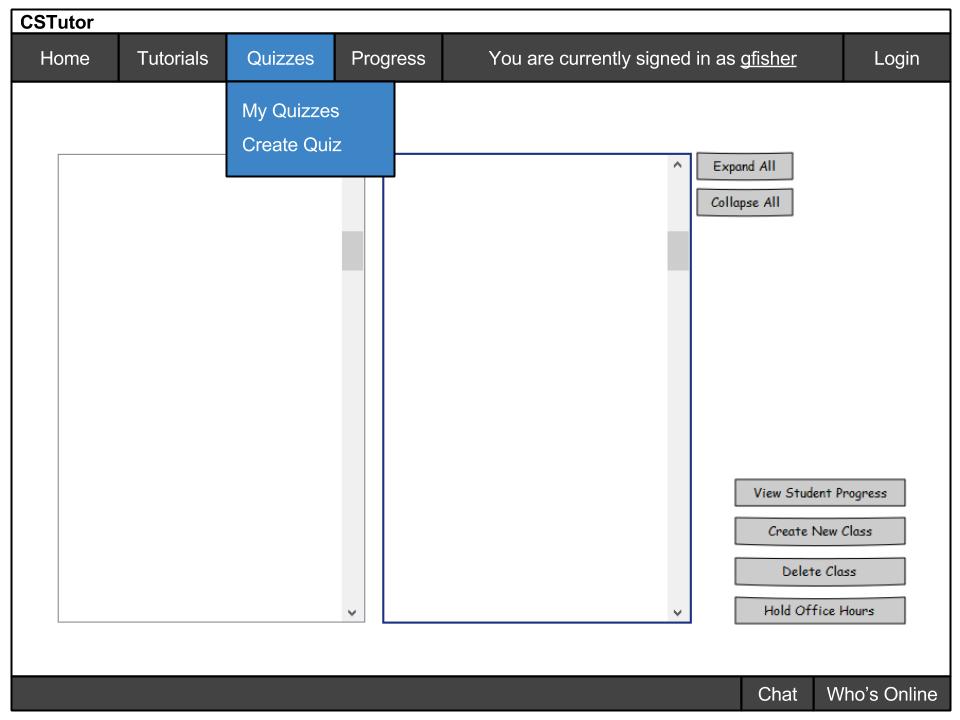 CSTutor
Home Tutorials Quizzes Progress You are currently signed in as gfisher Login
My Quizzes
Create Quiz
Expand All
Collapse All
View Student Progress
Create New Class
Delete Class
Hold Office Hours
Chat Who's Online